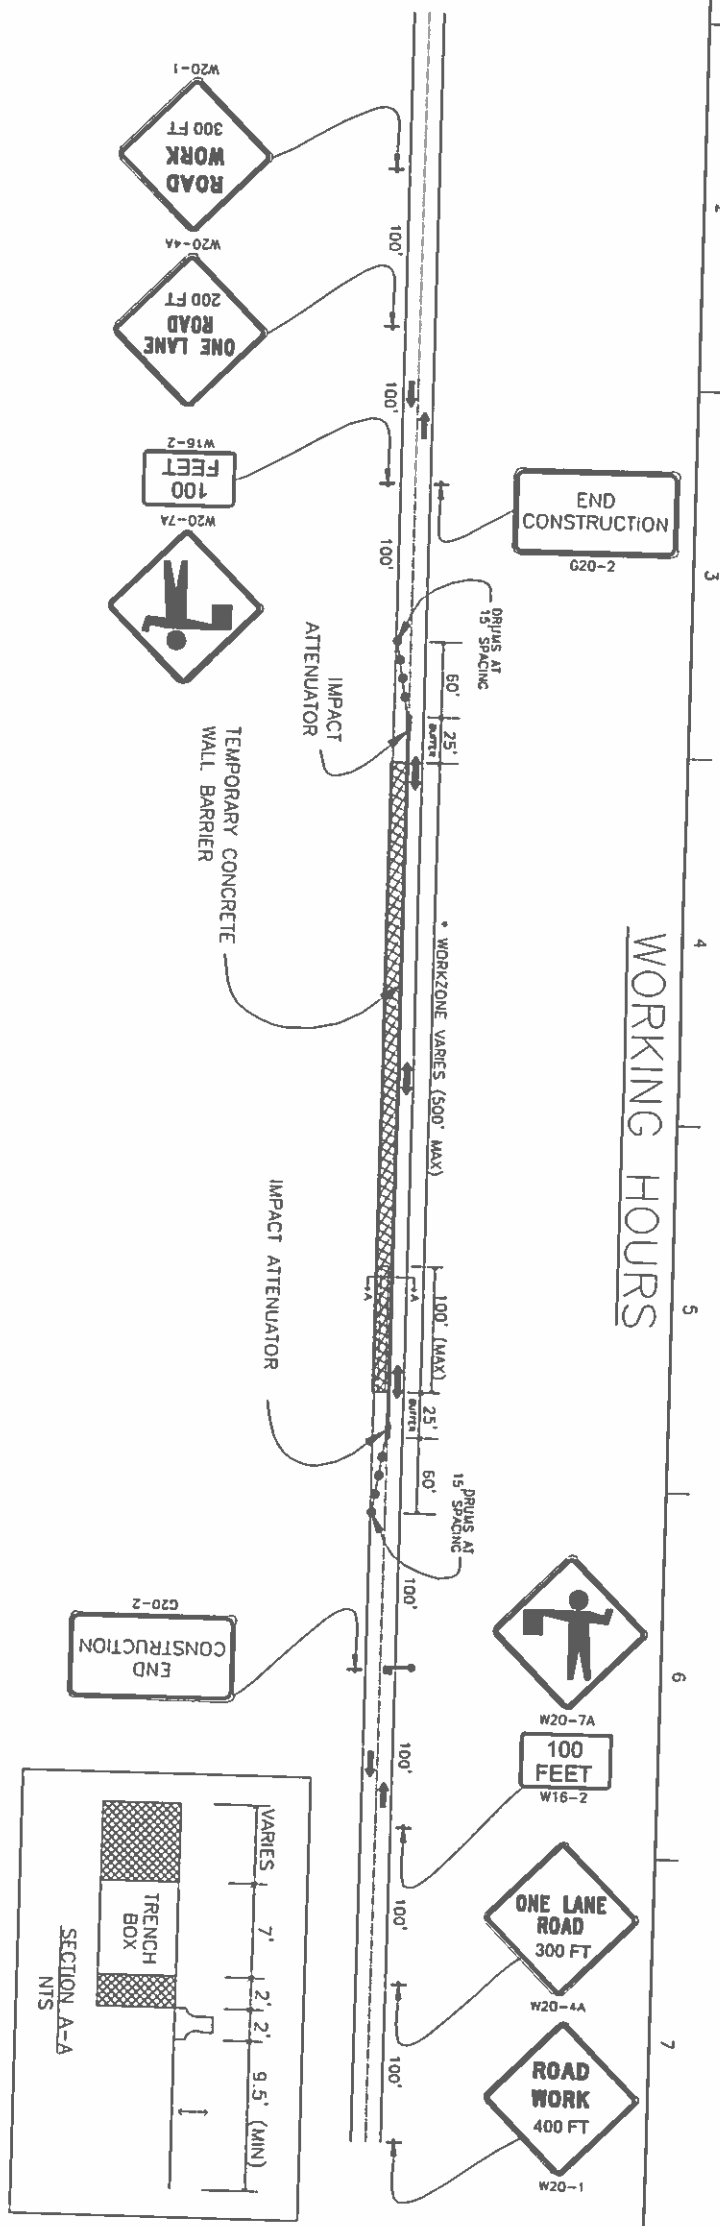 2
3
4
5
6
7
WORKING HOURS
W20-1
ROAD
WORK
300 FT
W20-4A
ONE LANE
ROAD
200 FT
W16-2
100
FEET
W20-7A
END
CONSTRUCTION
G20-2
100'
100'
100'
DRUMS AT
15' SPACING
60'
25'
BUFFER
IMPACT
ATTENUATOR
TEMPORARY CONCRETE
WALL BARRIER
* WORKZONE VARIES (500' MAX)
A
A
100' (MAX)
25'
BUFFER
60'
IMPACT ATTENUATOR
DRUMS AT
15' SPACING
100'
100'
100'
100'
END
CONSTRUCTION
G20-2
W20-7A
100
FEET
W16-2
ONE LANE
ROAD
300 FT
W20-4A
ROAD
WORK
400 FT
W20-1
VARIES
7'
2'
2'
9.5' (MIN)
TRENCH
BOX
SECTION A-A
NTS